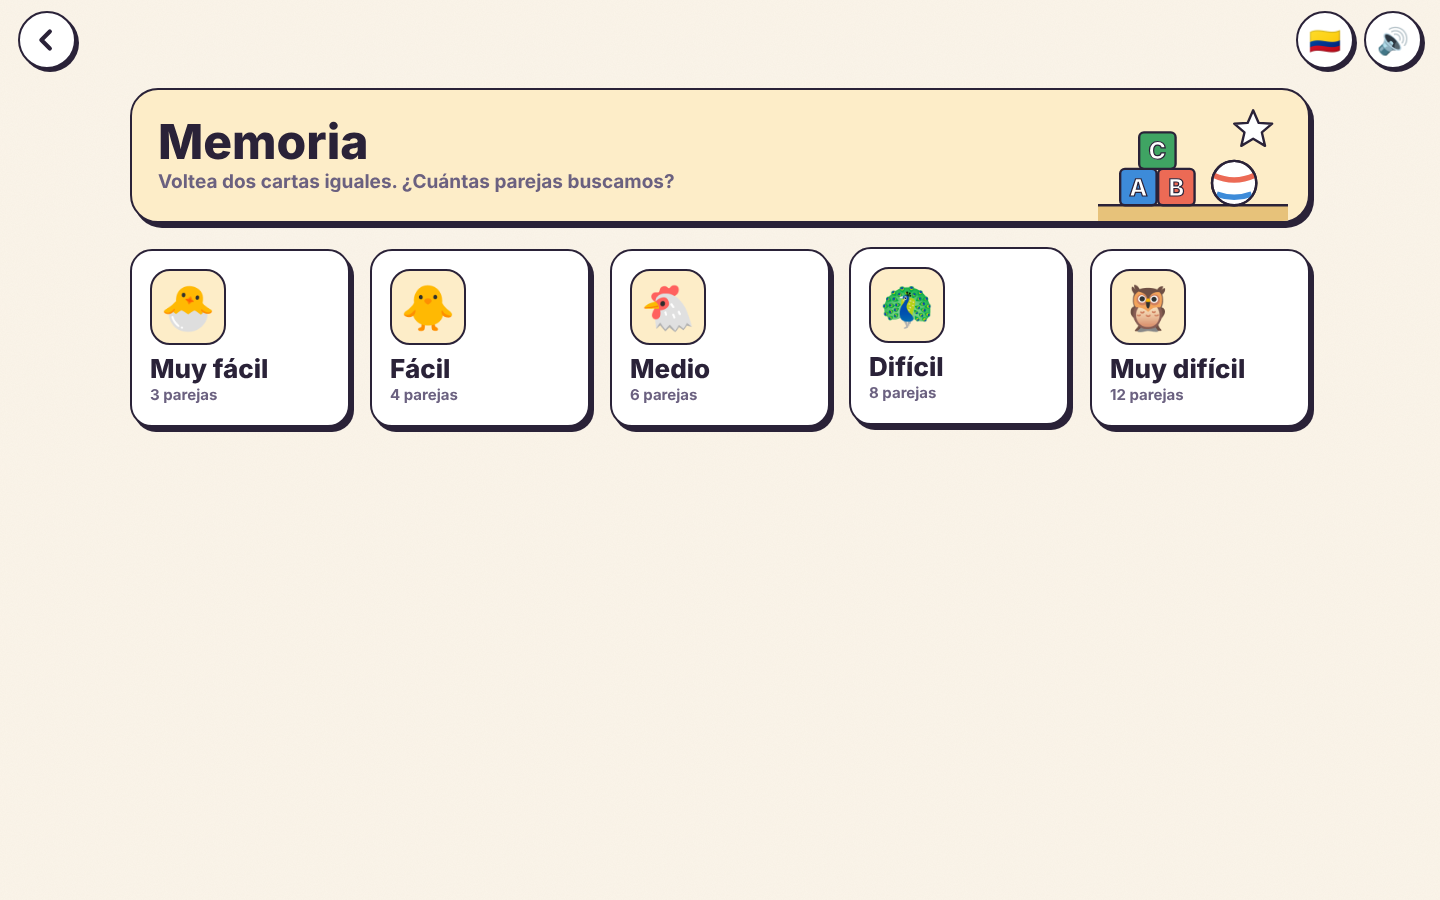 Memoria
Voltea dos cartas iguales. ¿Cuántas parejas buscamos?
C
A B
Muy fácil
3 parejas
Fácil
4 parejas
Medio
6 parejas
Difícil
8 parejas
Muy difícil
12 parejas